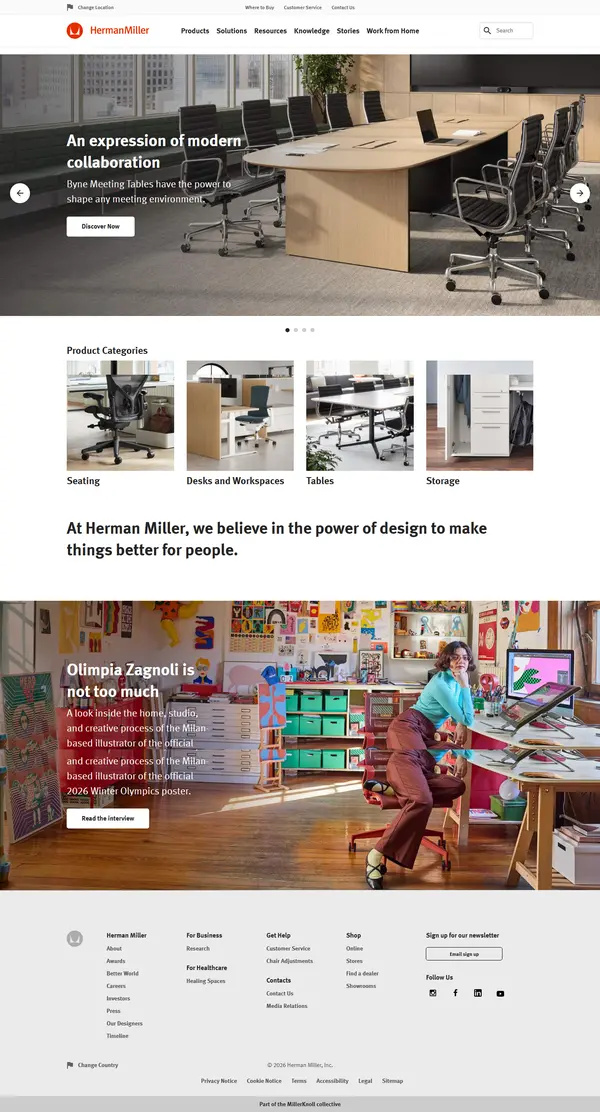 Change Location
Where to Buy Customer Service Contact Us
HermanMiller
Products Solutions Resources Knowledge Stories Work from Home
Search
An expression of modern
collaboration
Byne Meeting Tables have the power to
shape any meeting environment.
Discover Now
Product Categories
Seating
Desks and Workspaces
Tables
Storage
At Herman Miller, we believe in the power of design to make
things better for people.
Olimpia Zagnoli is
not too much
A look inside the home, studio,
and creative process of the Milan
based illustrator of the official
and creative process of the Milan
based illustrator of the official
2026 Winter Olympics poster.
Read the interview
Herman Miller
About
Awards
Better World
Careers
Investors
Press
Our Designers
Timeline
For Business
Research
For Healthcare
Healing Spaces
Get Help
Customer Service
Chair Adjustments
Contacts
Contact Us
Media Relations
Shop
Online
Stores
Find a dealer
Showrooms
Sign up for our newsletter
Email sign up
Follow Us
Change Country
© 2026 Herman Miller, Inc.
Privacy Notice Cookie Notice Terms Accessibility Legal Sitemap
Part of the MillerKnoll collective